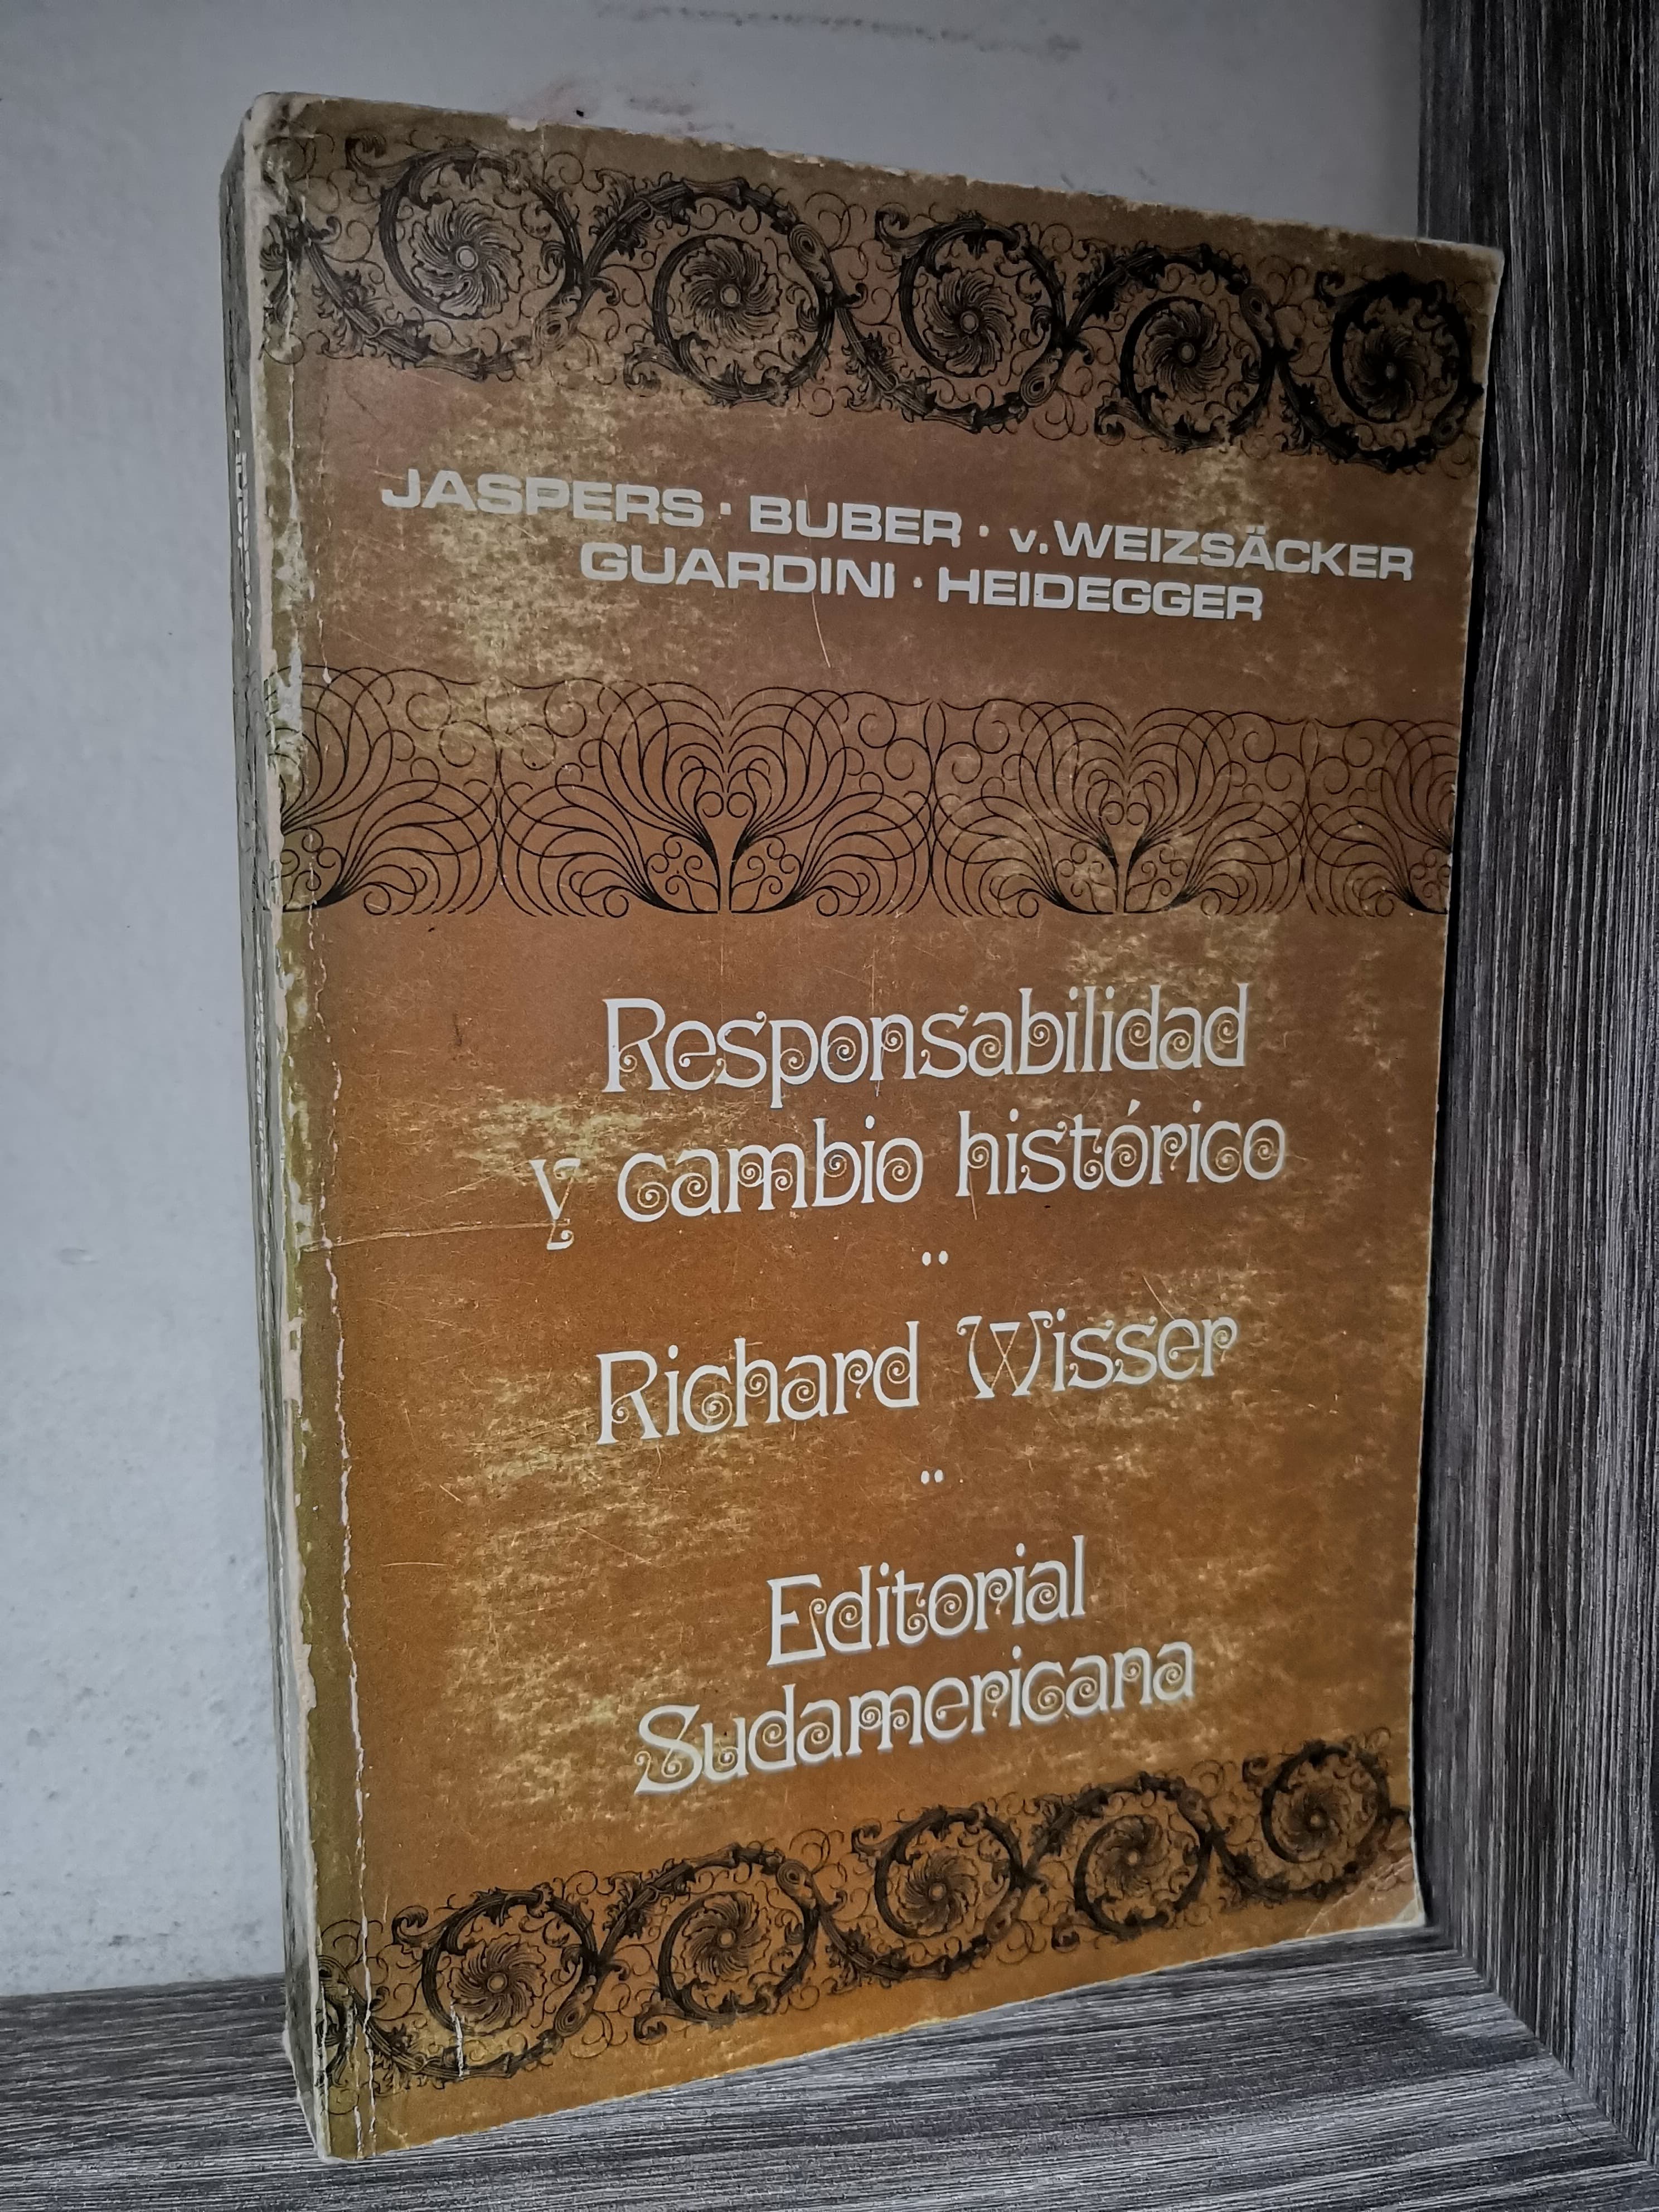 JASPERS · BUBER · v. WEIZSÄCKER
GUARDINI · HEIDEGGER
Responsabilidad
y cambio histórico
Richard Wisser
Editorial
Sudamericana